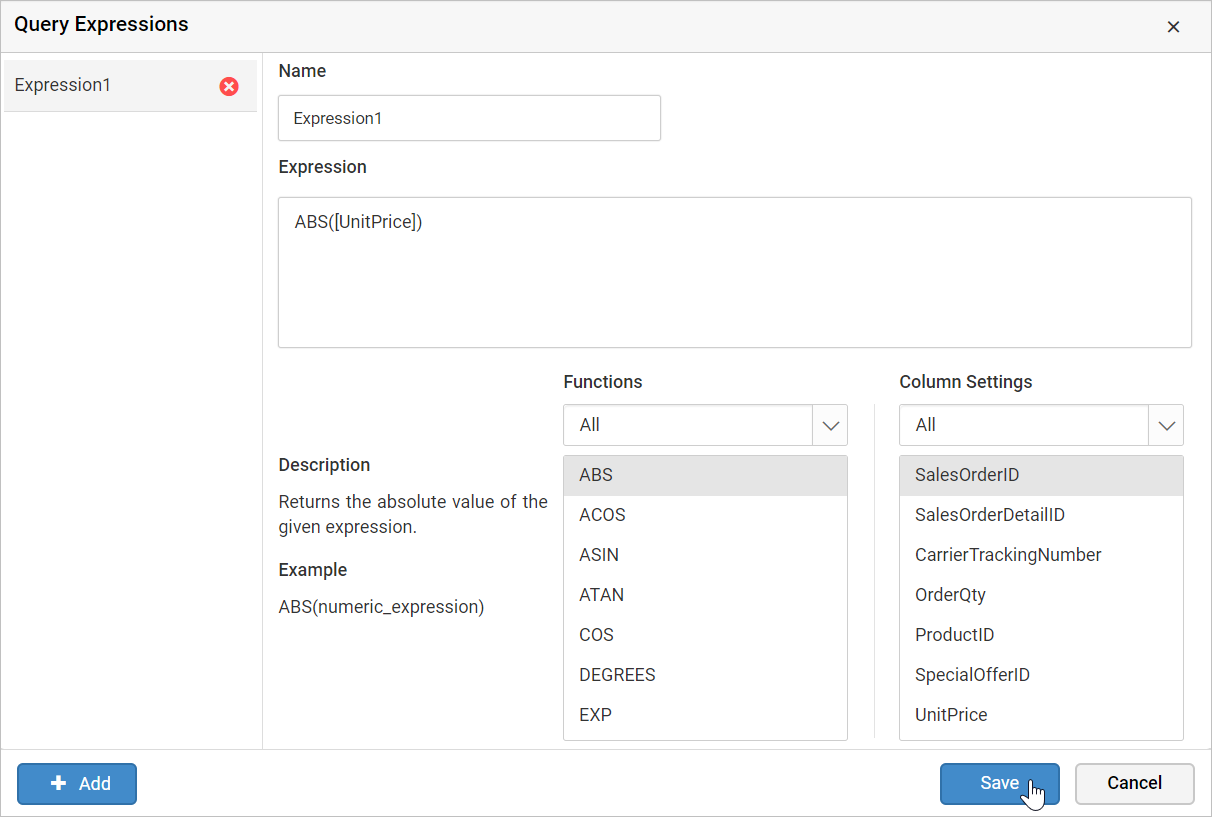 Query Expressions
Expression1
Name
Expression1
Expression
ABS([UnitPrice])
Functions
Column Settings
All
All
Description
Returns the absolute value of the
given expression.
Example
ABS(numeric_expression)
ABS
ACOS
ASIN
ATAN
COS
DEGREES
EXP
SalesOrderID
SalesOrderDetailID
CarrierTrackingNumber
OrderQty
ProductID
SpecialOfferID
UnitPrice
Add
Save
Cancel